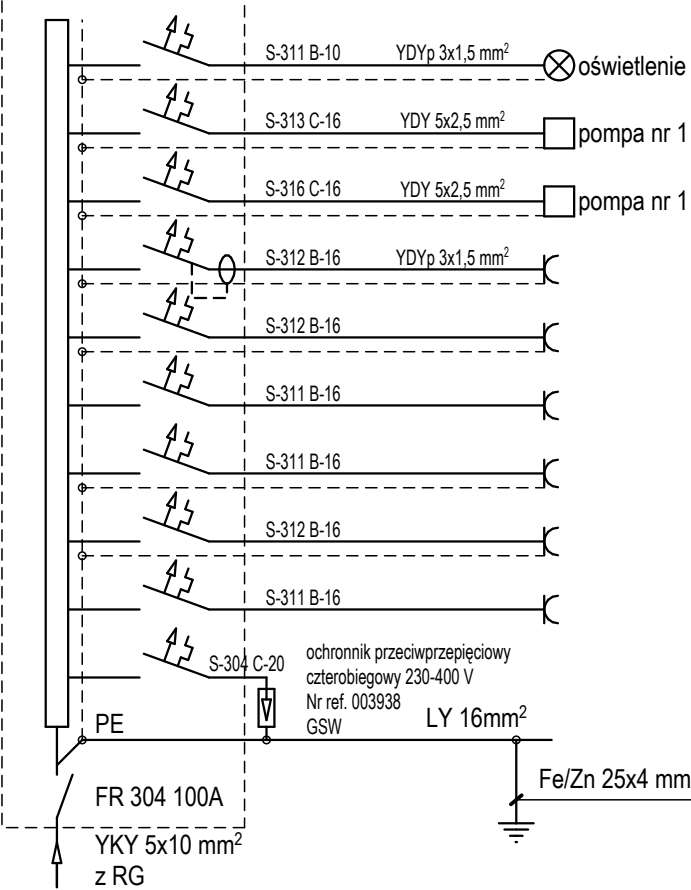 S-311 B-10 YDYp 3x1,5 mm² oświetlenie
S-313 C-16 YDY 5x2,5 mm² pompa nr 1
S-316 C-16 YDY 5x2,5 mm² pompa nr 1
S-312 B-16 YDYp 3x1,5 mm²
S-312 B-16
S-311 B-16
S-311 B-16
S-312 B-16
S-311 B-16
S-304 C-20
ochronnik przeciwprzepięciowy
czterobiegowy 230-400 V
Nr ref. 003938
GSW
PE
LY 16mm²
FR 304 100A
Fe/Zn 25x4 mm
YKY 5x10 mm²
z RG